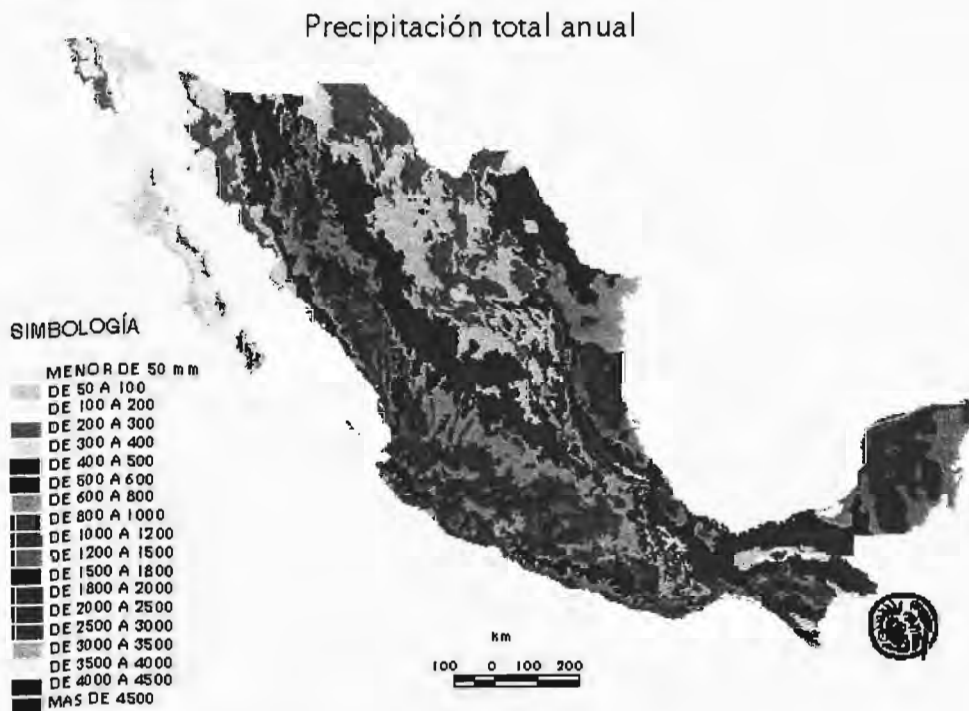 Precipitación total anual
SIMBOLOGÍA
MENOR DE 50 mm
DE 50 A 100
DE 100 A 200
DE 200 A 300
DE 300 A 400
DE 400 A 500
DE 500 A 600
DE 600 A 800
DE 800 A 1000
DE 1000 A 1200
DE 1200 A 1500
DE 1500 A 1800
DE 1800 A 2000
DE 2000 A 2500
DE 2500 A 3000
DE 3000 A 3500
DE 3500 A 4000
DE 4000 A 4500
MAS DE 4500
km
100 0 100 200